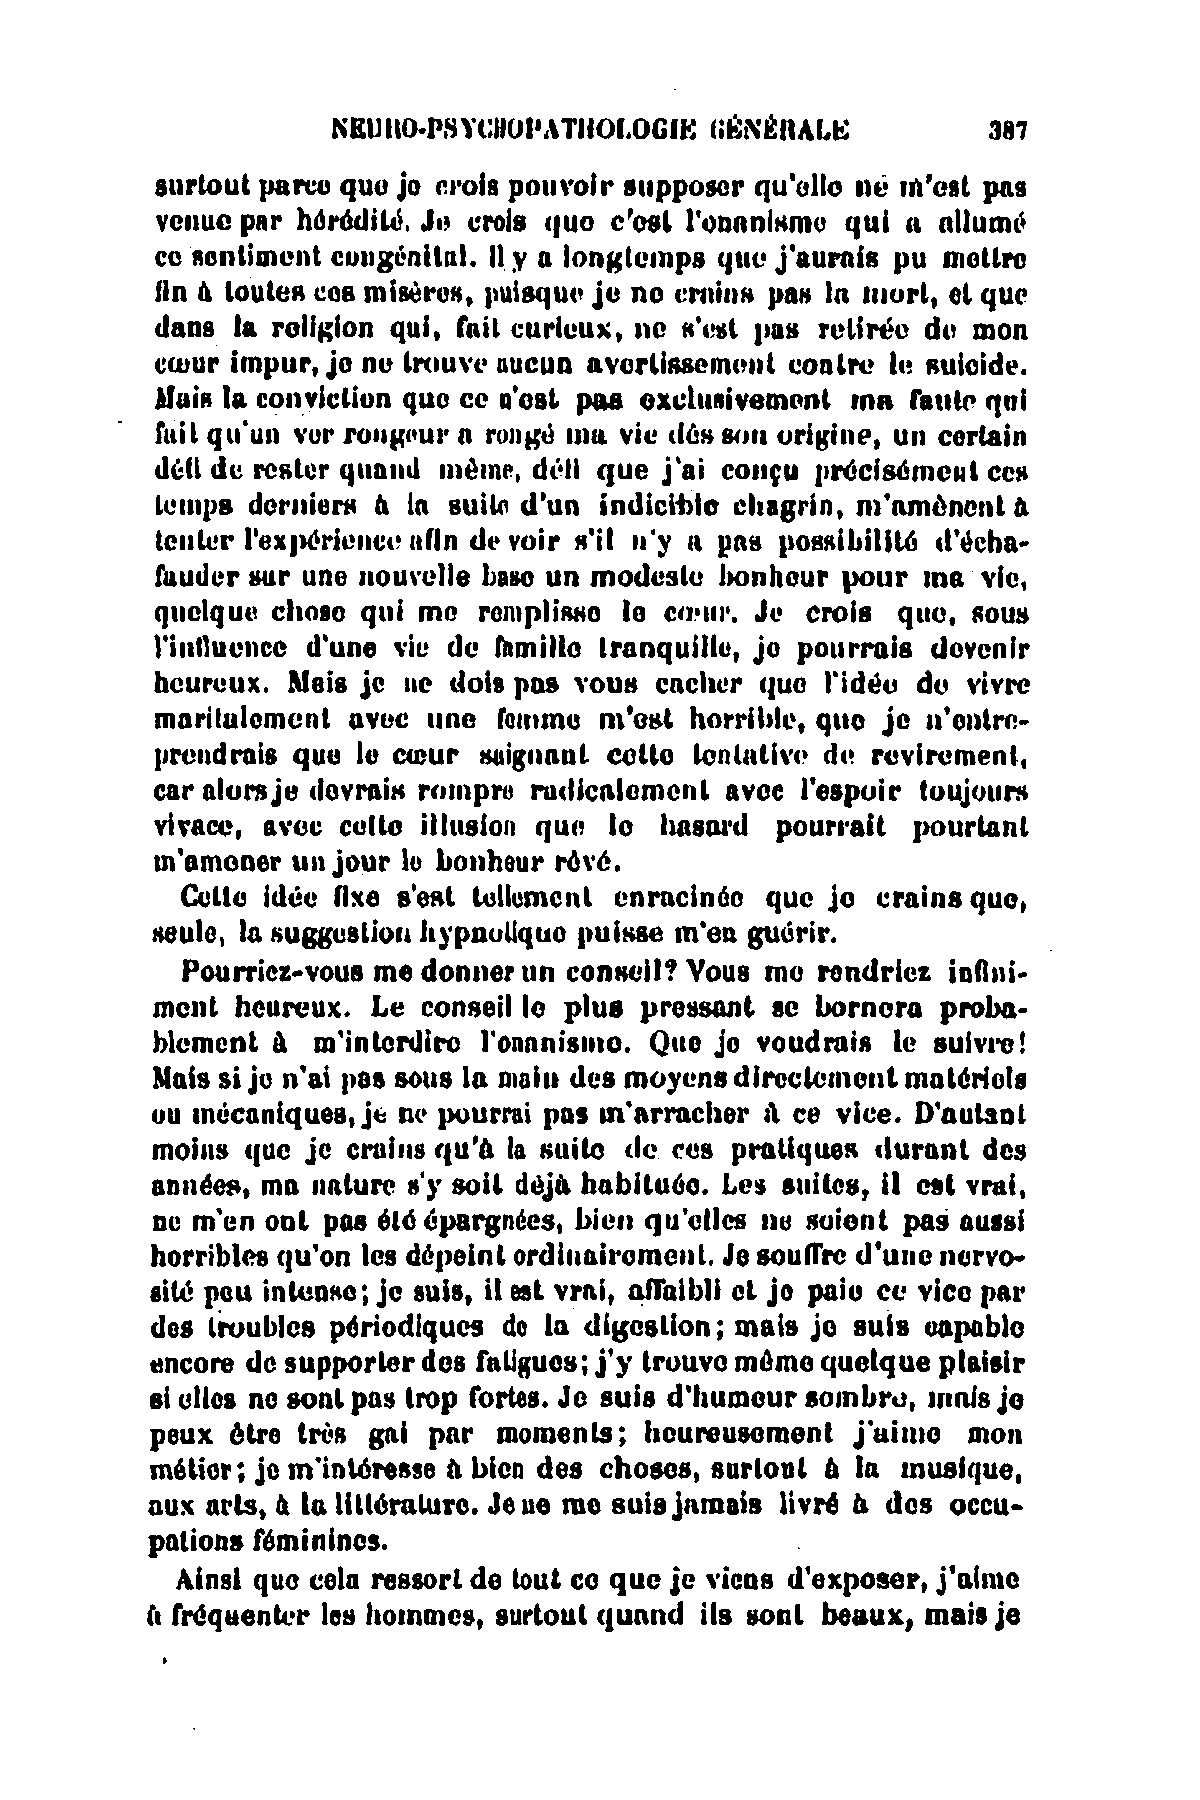 NEURO-PSYCHOPATHOLOGIE GÉNÉRALE 387
surtout parce que je crois pouvoir supposer qu'elle ne m'est pas
venue par hérédité. Je crois que c'est l'onanisme qui a allumé
ce sentiment congénital. Il y a longtemps que j'aurais pu mettre
fin à toutes ces misères, puisque je ne crains pas la mort, et que
dans la religion qui, fait curieux, ne s'est pas retirée de mon
cœur impur, je ne trouve aucun avertissement contre le suicide.
Mais la conviction que ce n'est pas exclusivement ma faute qui
fait qu'un ver rongeur a rongé ma vie dès son origine, un certain
défi de rester quand même, défi que j'ai conçu précisément ces
temps derniers à la suite d'un indicible chagrin, m'amènent à
tenter l'expérience afin de voir s'il n'y a pas possibilité d'écha-
fauder sur une nouvelle base un modeste bonheur pour ma vie,
quelque chose qui me remplisse le cœur. Je crois que, sous
l'influence d'une vie de famille tranquille, je pourrais devenir
heureux. Mais je ne dois pas vous cacher que l'idée de vivre
maritalement avec une femme m'est horrible, que je n'entre-
prendrais que le cœur saignant cette tentative de revirement,
car alors je devrais rompre radicalement avec l'espoir toujours
vivace, avec cette illusion que le hasard pourrait pourtant
m'amener un jour le bonheur rêvé.
Cette idée fixe s'est tellement enracinée que je crains que,
seule, la suggestion hypnotique puisse m'en guérir.
Pourriez-vous me donner un conseil? Vous me rendriez infini-
ment heureux. Le conseil le plus pressant se bornera proba-
blement à m'interdire l'onanisme. Que je voudrais le suivre!
Mais si je n'ai pas sous la main des moyens directement matériels
ou mécaniques, je ne pourrai pas m'arracher à ce vice. D'autant
moins que je crains qu'à la suite de ces pratiques durant des
années, ma nature s'y soit déjà habituée. Les suites, il est vrai,
ne m'en ont pas été épargnées, bien qu'elles ne soient pas aussi
horribles qu'on les dépeint ordinairement. Je souffre d'une nervo-
sité peu intense; je suis, il est vrai, affaibli et je paie ce vice par
des troubles périodiques de la digestion; mais je suis capable
encore de supporter des fatigues; j'y trouve même quelque plaisir
si elles ne sont pas trop fortes. Je suis d'humeur sombre, mais je
peux être très gai par moments; heureusement j'aime mon
métier; je m'intéresse à bien des choses, surtout à la musique,
aux arts, à la littérature. Je ne me suis jamais livré à des occu-
pations féminines.
Ainsi que cela ressort de tout ce que je viens d'exposer, j'aime
à fréquenter les hommes, surtout quand ils sont beaux, mais je